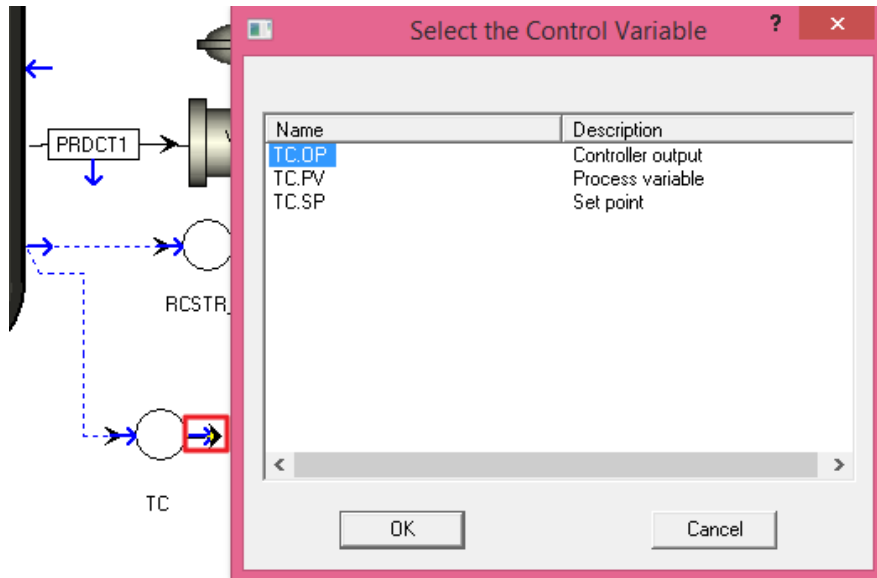 Select the Control Variable ?
Name Description
TC.OP Controller output
TC.PV Process variable
TC.SP Set point
OK Cancel
PRDCT1
RCSTR_
TC